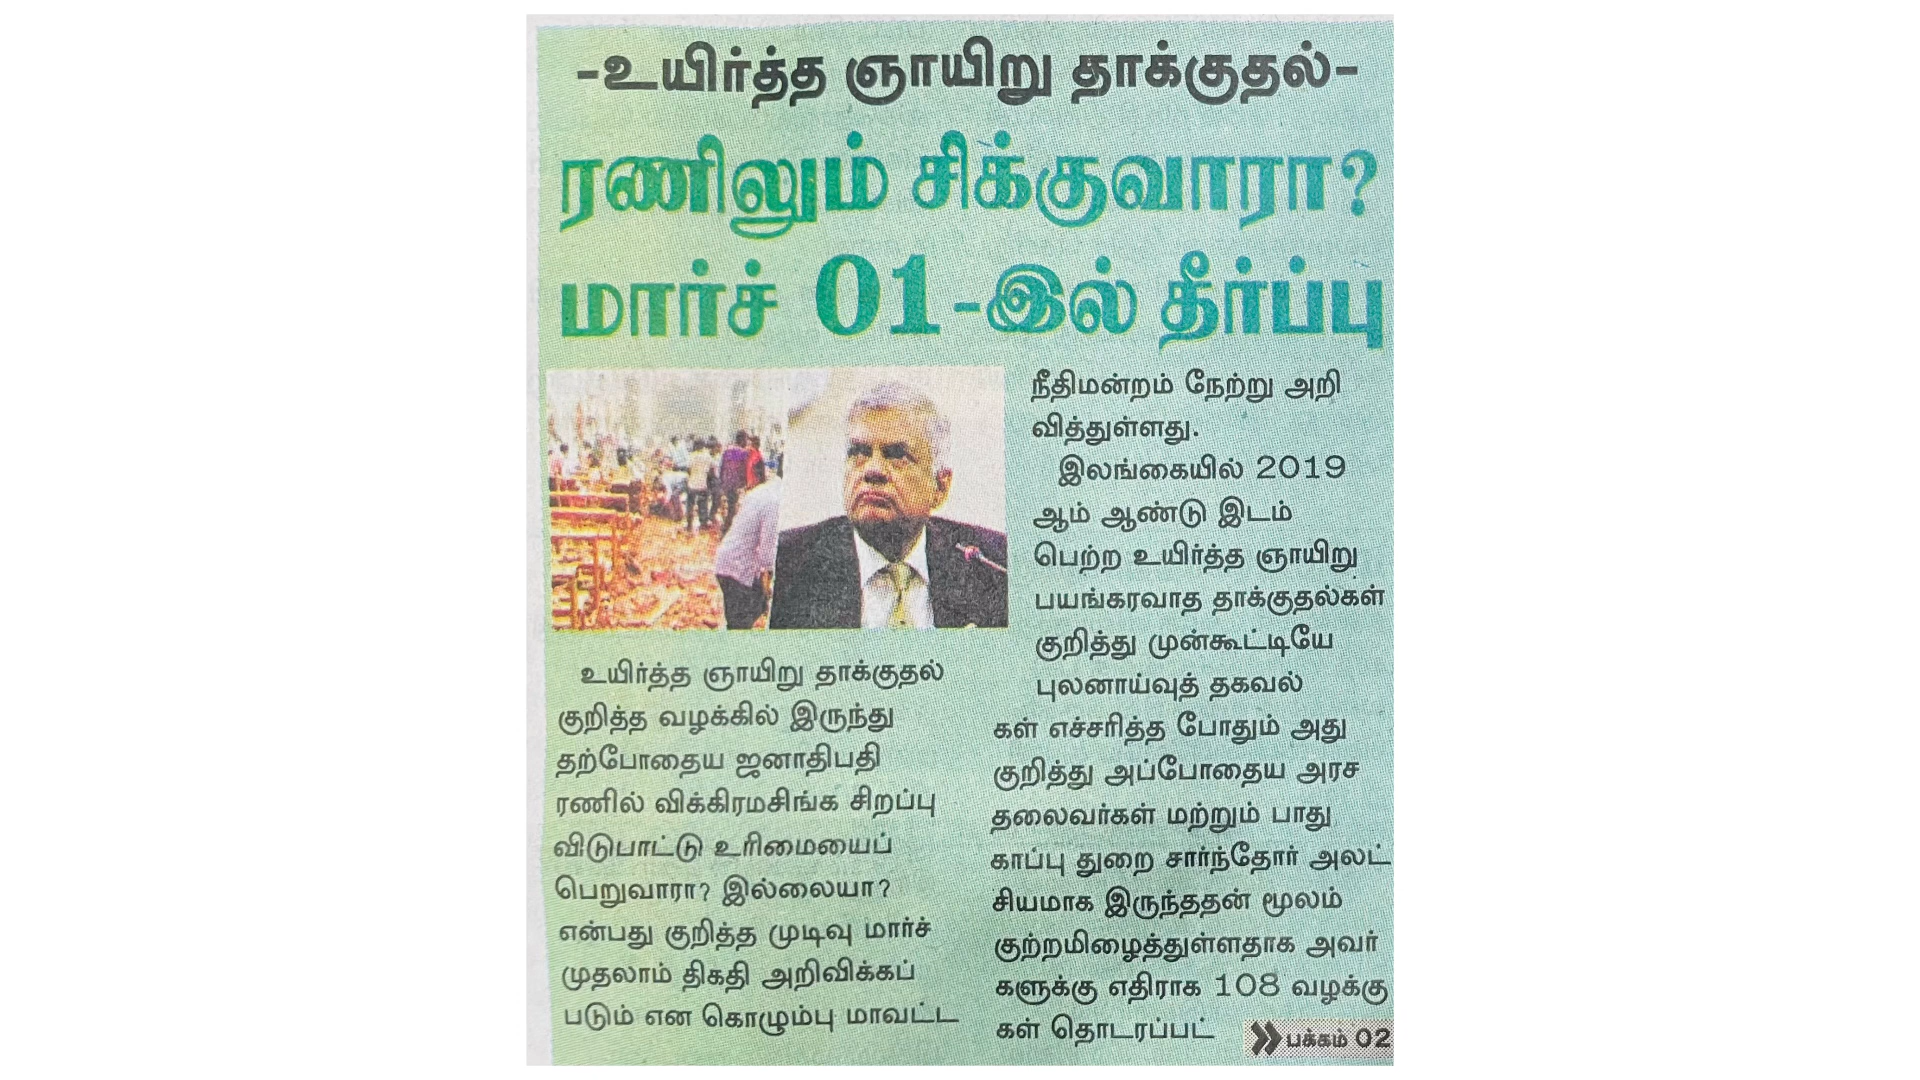 -உயிர்த்த ஞாயிறு தாக்குதல்-
ரணிலும் சிக்குவாரா?
மார்ச் 01-இல் தீர்ப்பு
உயிர்த்த ஞாயிறு தாக்குதல்
குறித்த வழக்கில் இருந்து
தற்போதைய ஜனாதிபதி
ரணில் விக்கிரமசிங்க சிறப்பு
விடுபாட்டு உரிமையைப்
பெறுவாரா? இல்லையா?
என்பது குறித்த முடிவு மார்ச்
முதலாம் திகதி அறிவிக்கப்
படும் என கொழும்பு மாவட்ட
நீதிமன்றம் நேற்று அறி
வித்துள்ளது.
இலங்கையில் 2019
ஆம் ஆண்டு இடம்
பெற்ற உயிர்த்த ஞாயிறு
பயங்கரவாத தாக்குதல்கள்
குறித்து முன்கூட்டியே
புலனாய்வுத் தகவல்
கள் எச்சரித்த போதும் அது
குறித்து அப்போதைய அரச
தலைவர்கள் மற்றும் பாது
காப்பு துறை சார்ந்தோர் அலட்
சியமாக இருந்ததன் மூலம்
குற்றமிழைத்துள்ளதாக அவர்
களுக்கு எதிராக 108 வழக்கு
கள் தொடரப்பட்
பக்கம் 02